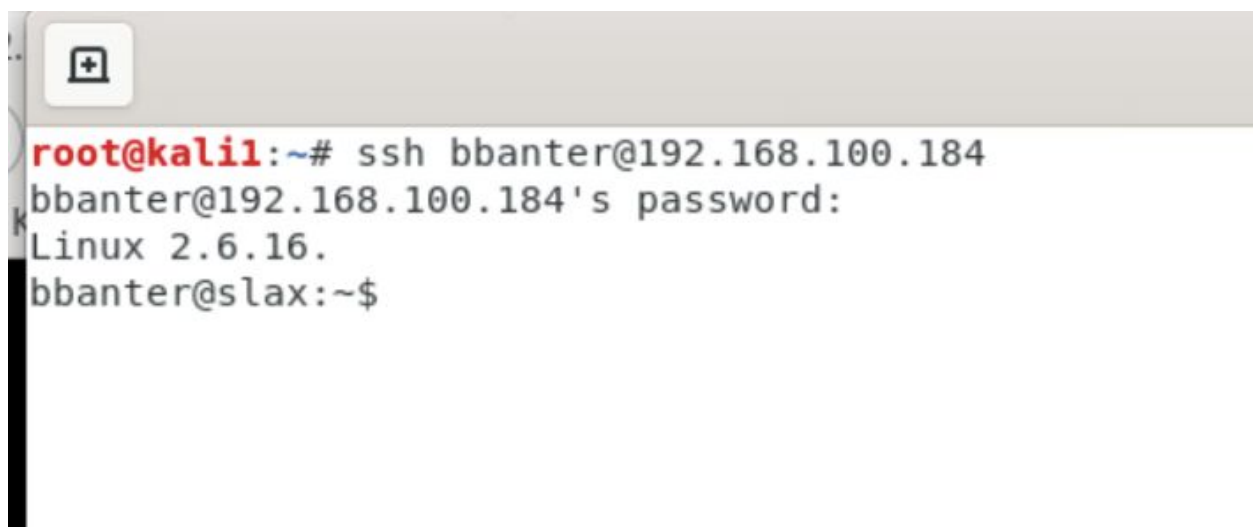 root@kali1:~# ssh bbanter@192.168.100.184
bbanter@192.168.100.184's password:
Linux 2.6.16.
bbanter@slax:~$